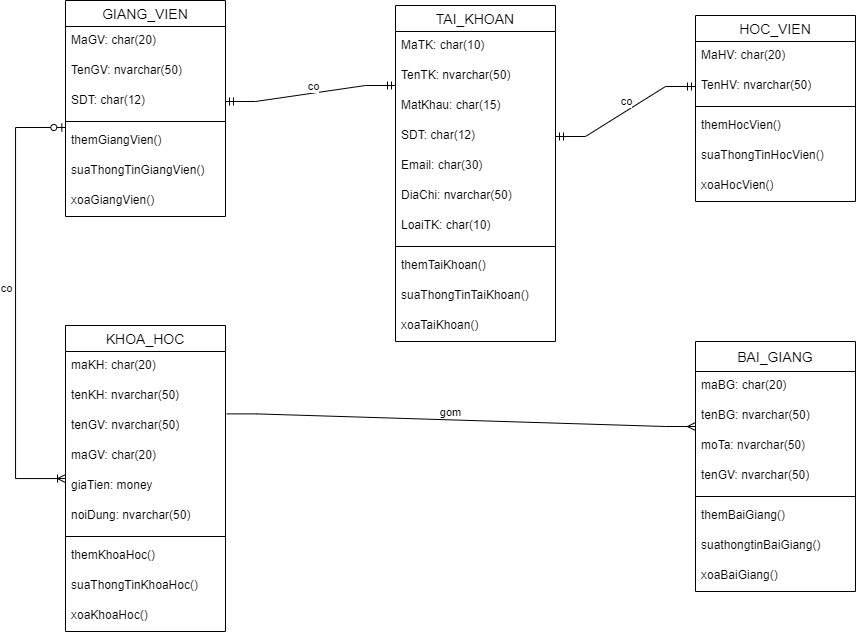 GIANG_VIEN
MaGV: char(20)
TenGV: nvarchar(50)
SDT: char(12)
themGiangVien()
suaThongTinGiangVien()
xoaGiangVien()
co
TAI_KHOAN
MaTK: char(10)
TenTK: nvarchar(50)
MatKhau: char(15)
SDT: char(12)
Email: char(30)
DiaChi: nvarchar(50)
LoaiTK: char(10)
themTaiKhoan()
suaThongTinTaiKhoan()
xoaTaiKhoan()
co
HOC_VIEN
MaHV: char(20)
TenHV: nvarchar(50)
themHocVien()
suaThongTinHocVien()
xoaHocVien()
co
KHOA_HOC
maKH: char(20)
tenKH: nvarchar(50)
tenGV: nvarchar(50)
maGV: char(20)
giaTien: money
noiDung: nvarchar(50)
themKhoaHoc()
suaThongTinKhoaHoc()
xoaKhoaHoc()
gom
BAI_GIANG
maBG: char(20)
tenBG: nvarchar(50)
moTa: nvarchar(50)
tenGV: nvarchar(50)
themBaiGiang()
suathongtinBaiGiang()
xoaBaiGiang()